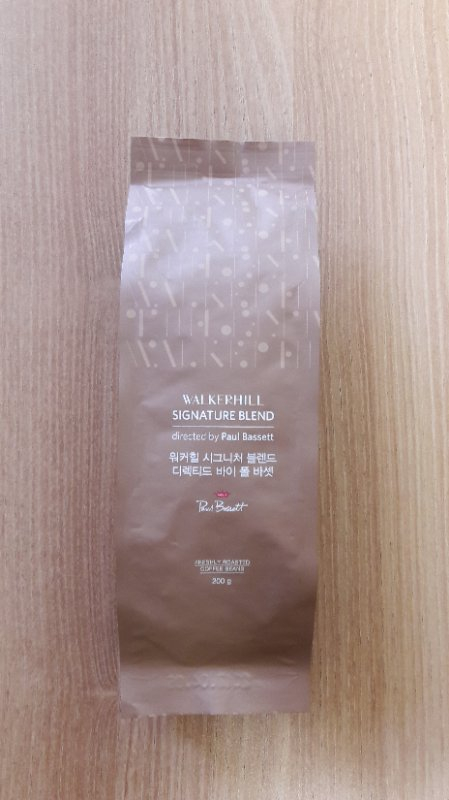 WALKERHILL
SIGNATURE BLEND
directed by Paul Bassett
워커힐 시그니처 블렌드
디렉티드 바이 폴 바셋
Paul Bassett
FRESHLY ROASTED
COFFEE BEANS
200 g